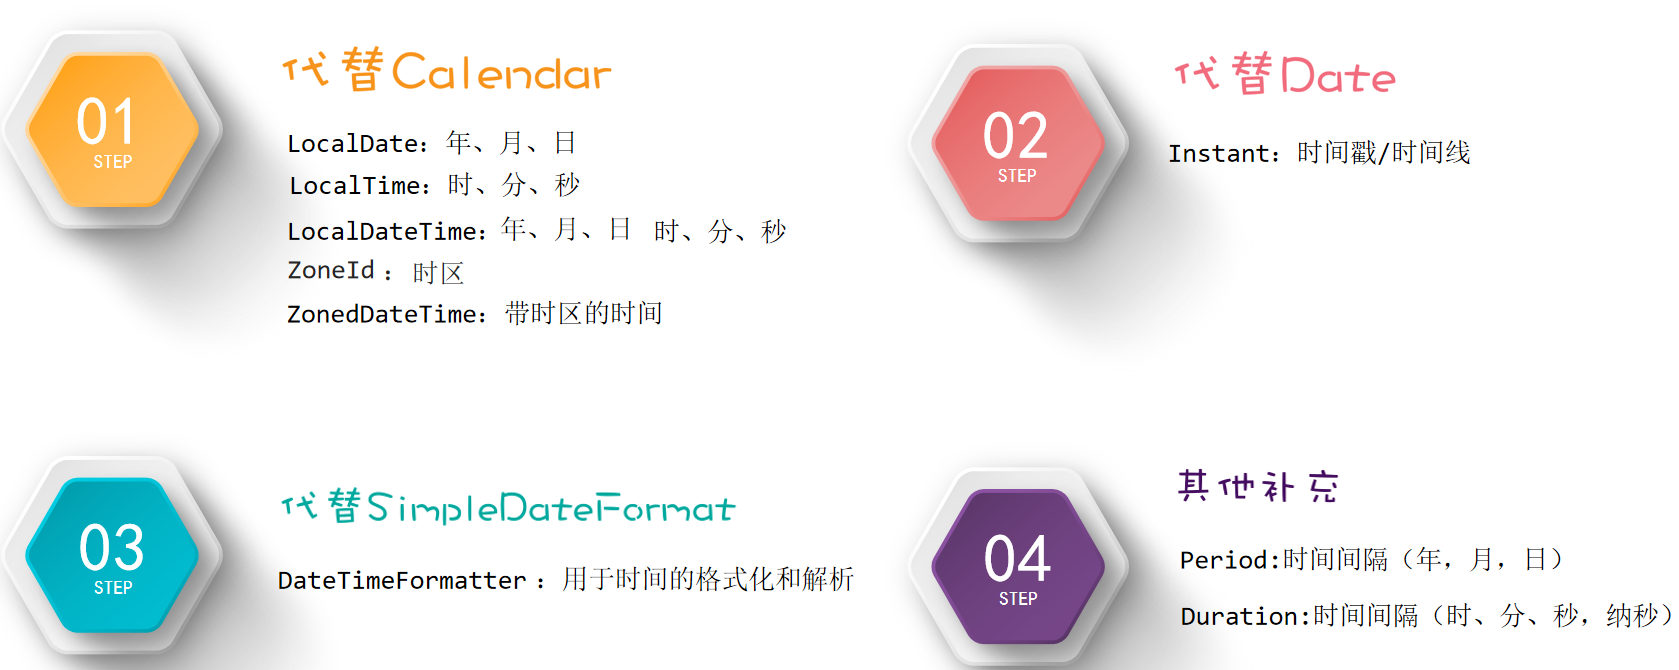 01
STEP
代替Calendar
LocalDate：年、月、日
LocalTime：时、分、秒
LocalDateTime：年、月、日 时、分、秒
ZoneId：时区
ZonedDateTime：带时区的时间
02
STEP
代替Date
Instant：时间戳/时间线
03
STEP
代替SimpleDateFormat
DateTimeFormatter：用于时间的格式化和解析
04
STEP
其他补充
Period:时间间隔（年，月，日）
Duration:时间间隔（时、分、秒，纳秒）